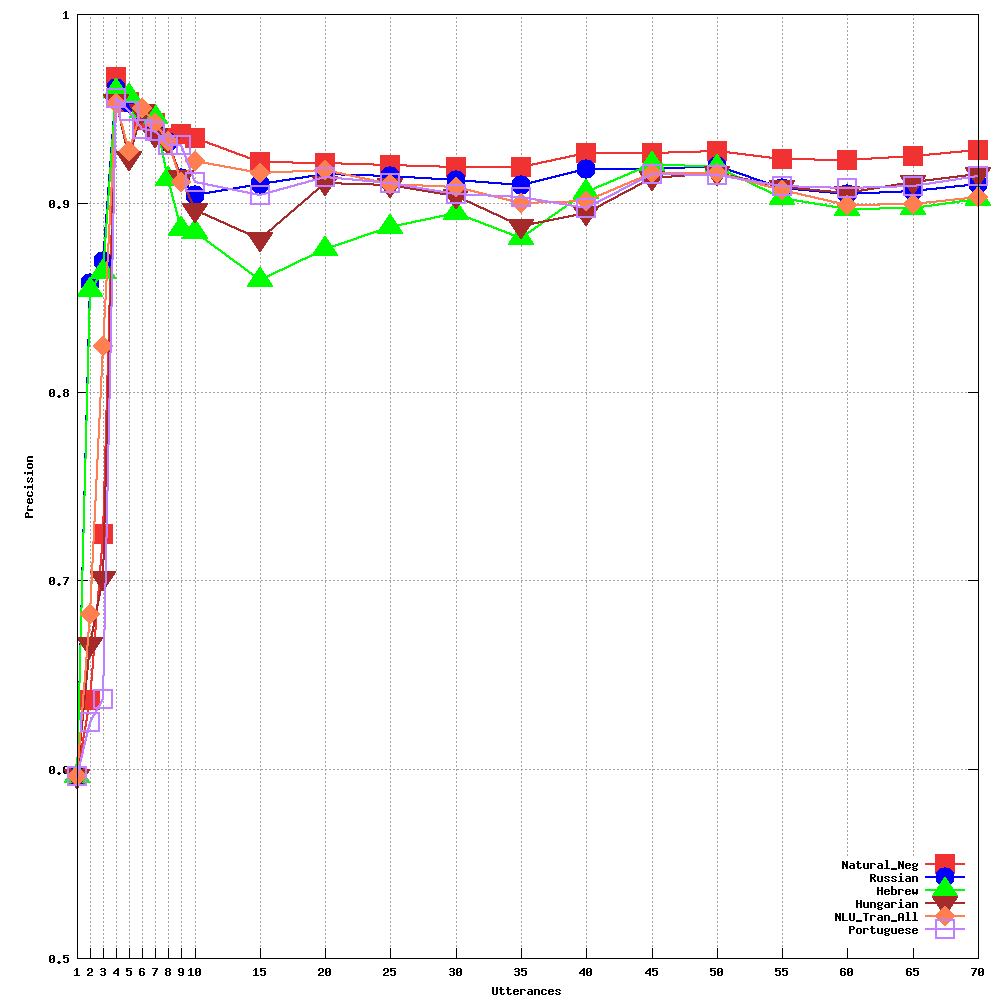 1
0.9
0.8
0.7
0.6
0.5
Precision
1 2 3 4 5 6 7 8 9 10 15 20 25 30 35 40 45 50 55 60 65 70
Utterances
Natural_Neg
Russian
Hebrew
Hungarian
NLU_Tran_All
Portuguese